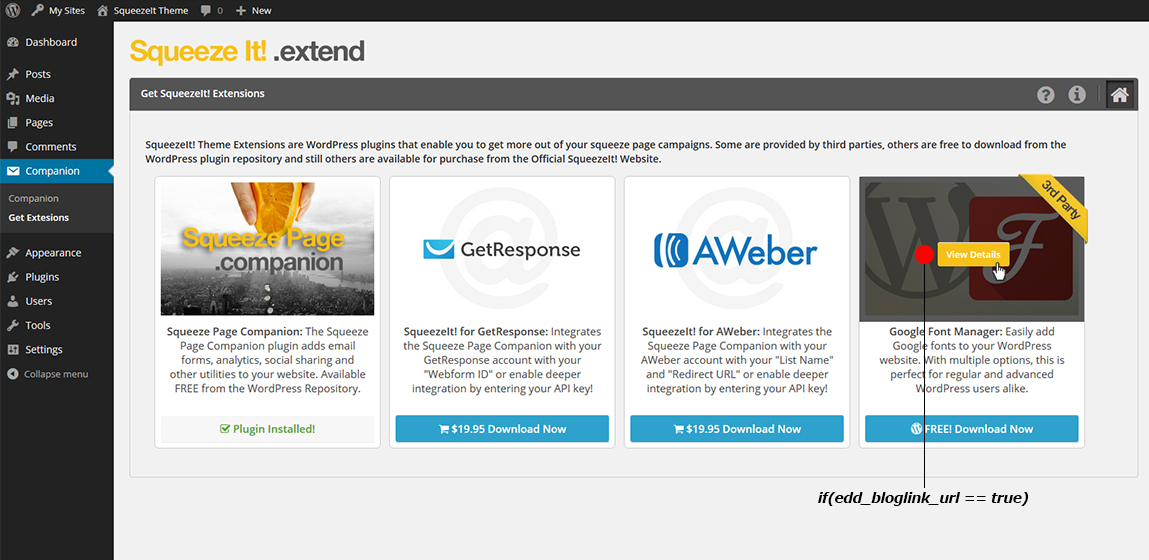 My Sites SqueezeIt Theme 0 New
Dashboard
Posts
Media
Pages
Comments
Companion
Companion
Get Extesions
Appearance
Plugins
Users
Tools
Settings
Collapse menu
Squeeze It! .extend
Get SqueezeIt! Extensions
SqueezeIt! Theme Extensions are WordPress plugins that enable you to get more out of your squeeze page campaigns. Some are provided by third parties, others are free to download from the
WordPress plugin repository and still others are available for purchase from the Official SqueezeIt! Website.
Squeeze Page
.companion
Squeeze Page Companion: The Squeeze
Page Companion plugin adds email
forms, analytics, social sharing and
other utilities to your website. Available
FREE from the WordPress Repository.
Plugin Installed!
@
GetResponse
SqueezeIt! for GetResponse: Integrates
the Squeeze Page Companion with your
GetResponse account with your
"Webform ID" or enable deeper
integration by entering your API key!
$19.95 Download Now
@
AWeber
SqueezeIt! for AWeber: Integrates the
Squeeze Page Companion with your
AWeber account with your "List Name"
and "Redirect URL" or enable deeper
integration by entering your API key!
$19.95 Download Now
3rd Party
View Details
Google Font Manager: Easily add
Google fonts to your WordPress
website. With multiple options, this is
perfect for regular and advanced
WordPress users alike.
FREE! Download Now
if(edd_bloglink_url == true)